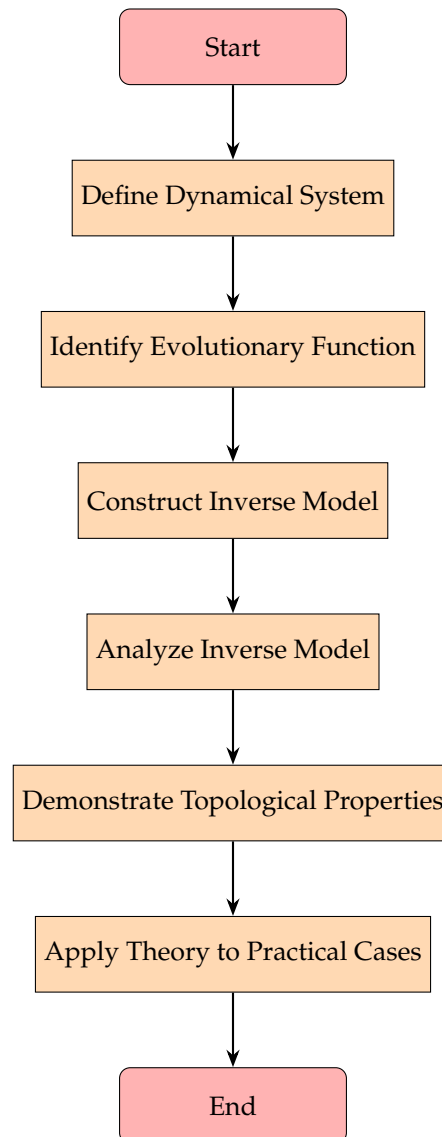 Start
Define Dynamical System
Identify Evolutionary Function
Construct Inverse Model
Analyze Inverse Model
Demonstrate Topological Properties
Apply Theory to Practical Cases
End